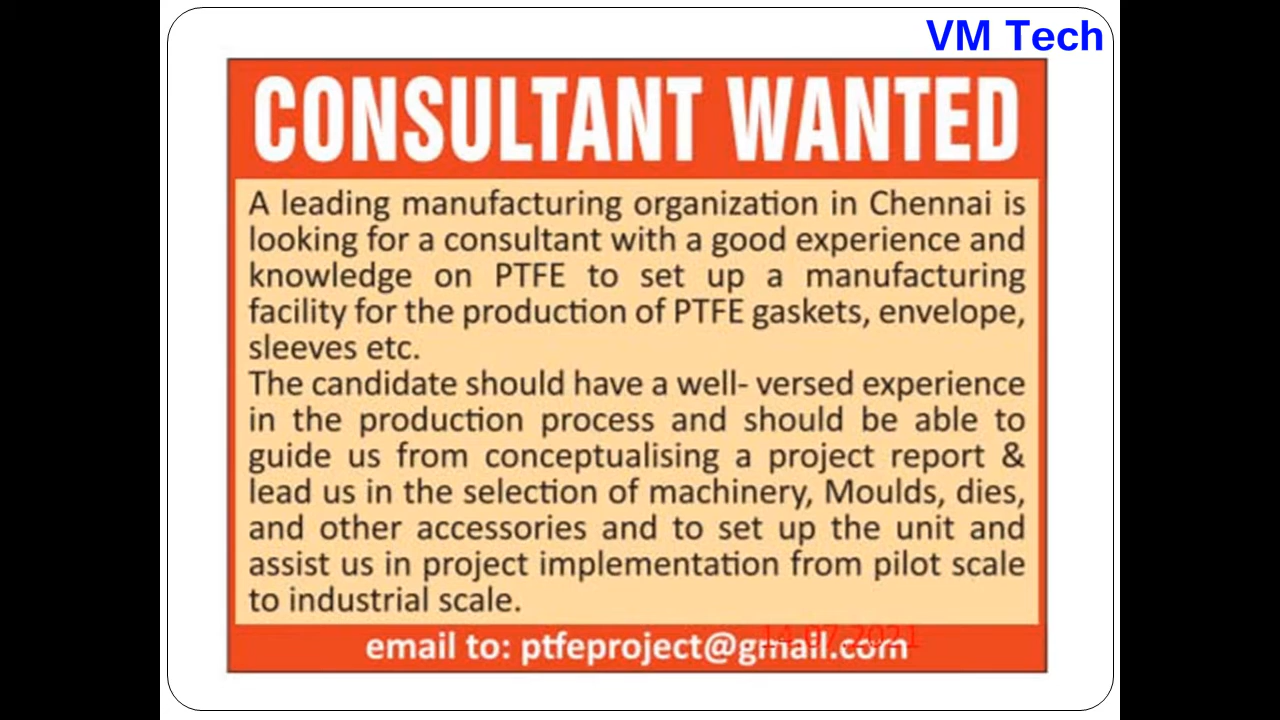 VM Tech
CONSULTANT WANTED
A leading manufacturing organization in Chennai is
looking for a consultant with a good experience and
knowledge on PTFE to set up a manufacturing
facility for the production of PTFE gaskets, envelope,
sleeves etc.
The candidate should have a well- versed experience
in the production process and should be able to
guide us from conceptualising a project report &
lead us in the selection of machinery, Moulds, dies,
and other accessories and to set up the unit and
assist us in project implementation from pilot scale
to industrial scale.
14.07.2021
email to: ptfeproject@gmail.com